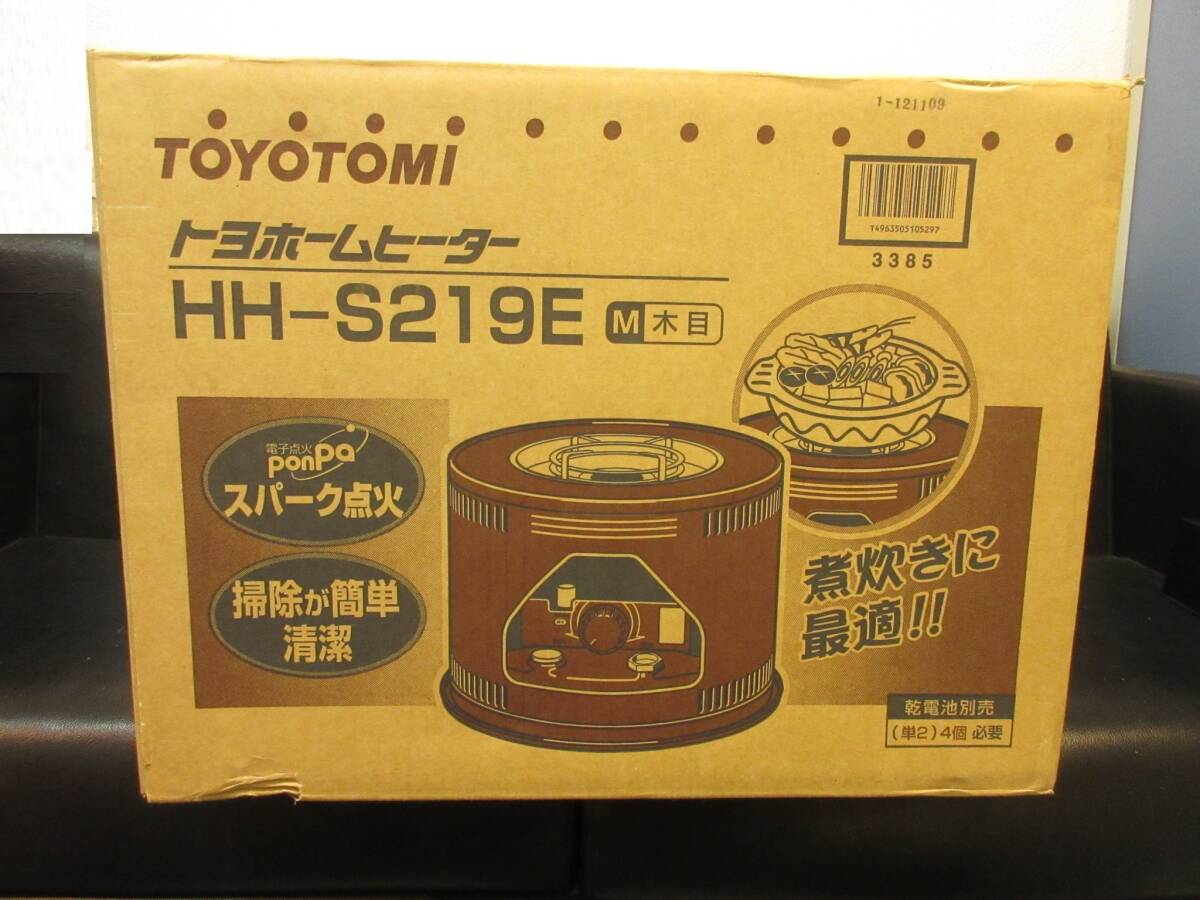 1-121109
TOYOTOMI
T4963505105297
3385
トヨホームヒーター
HH-S219E M 木目
電子点火
ponpa
スパーク点火
掃除が簡単
清潔
煮炊きに
最適!!
乾電池別売
(単2)4個 必要